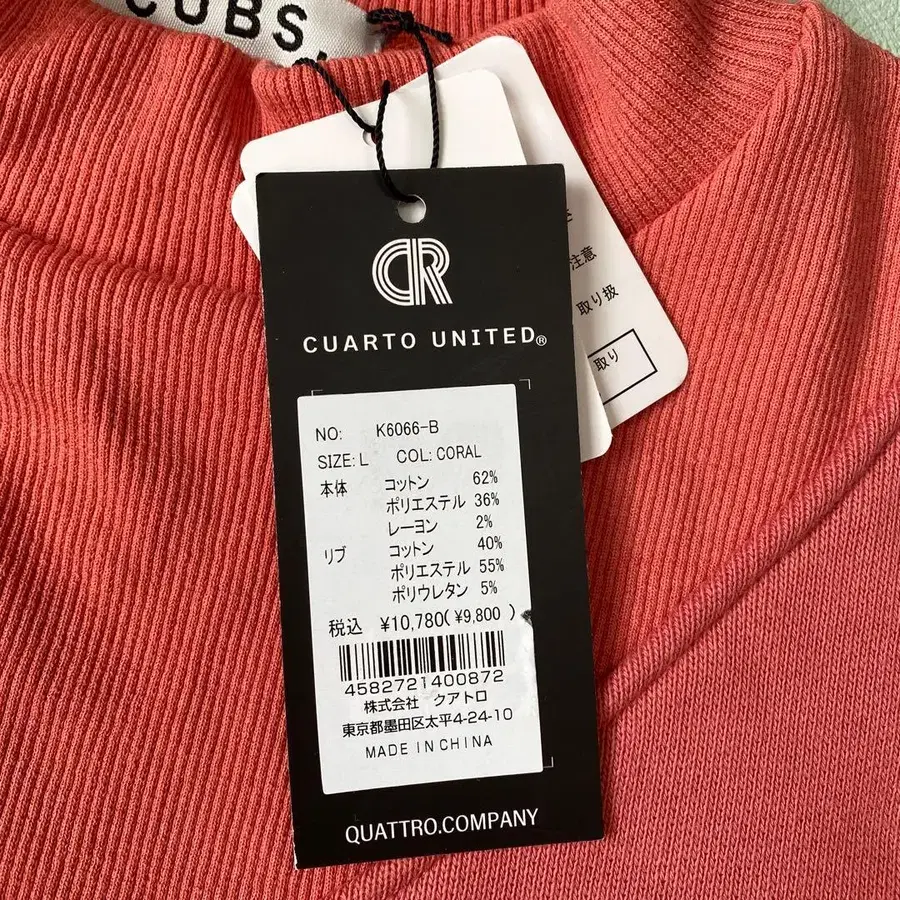 CUBS.
CR
CUARTO UNITED®
注意
取り扱
取り
NO: K6066-B
SIZE: L COL: CORAL
本体 コットン 62%
ポリエステル 36%
レーヨン 2%
リブ コットン 40%
ポリエステル 55%
ポリウレタン 5%
税込 ¥10,780(¥9,800)
4582721400872
株式会社 クアトロ
東京都墨田区太平4-24-10
MADE IN CHINA
QUATTRO.COMPANY